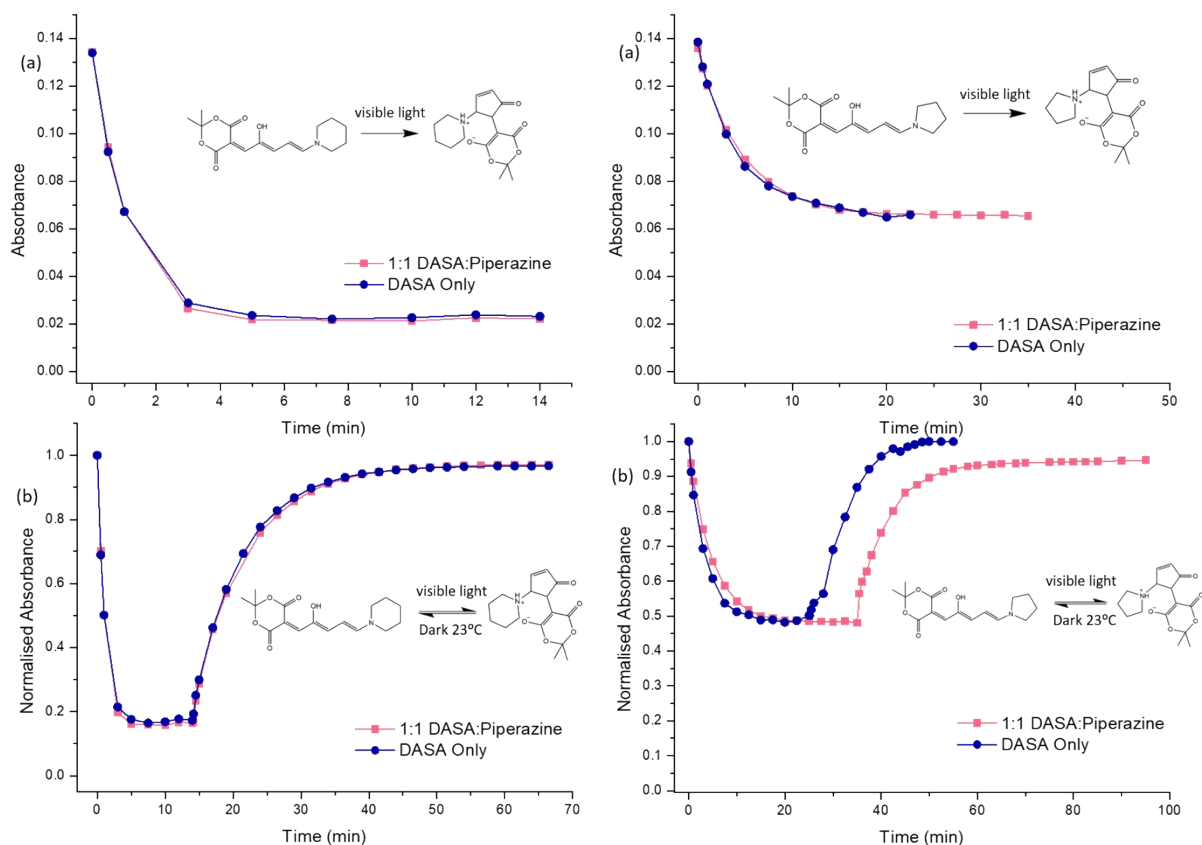 (a)
0.14
0.12
0.10
0.08
0.06
0.04
0.02
0.00
Absorbance
visible light
O
O
O
O
OH
N
H
N+
O
O-
O
O
O
1:1 DASA:Piperazine
DASA Only
0 2 4 6 8 10 12 14
Time (min)
(a)
0.14
0.12
0.10
0.08
0.06
0.04
0.02
0.00
Absorbance
visible light
O
O
O
O
OH
N
H
N+
O
O-
O
O
O
1:1 DASA:Piperazine
DASA Only
0 10 20 30 40 50
Time (min)
(b)
1.0
0.8
0.6
0.4
0.2
0.0
Normalised Absorbance
visible light
Dark 23ºC
O
O
O
O
OH
N
H
N+
O
O-
O
O
O
1:1 DASA:Piperazine
DASA Only
0 10 20 30 40 50 60 70
Time (min)
(b)
1.0
0.9
0.8
0.7
0.6
0.5
0.4
0.3
0.2
0.1
0.0
Normalised Absorbance
visible light
Dark 23ºC
O
O
O
O
OH
N
H
N+
O
O-
O
O
O
1:1 DASA:Piperazine
DASA Only
0 20 40 60 80 100
Time (min)